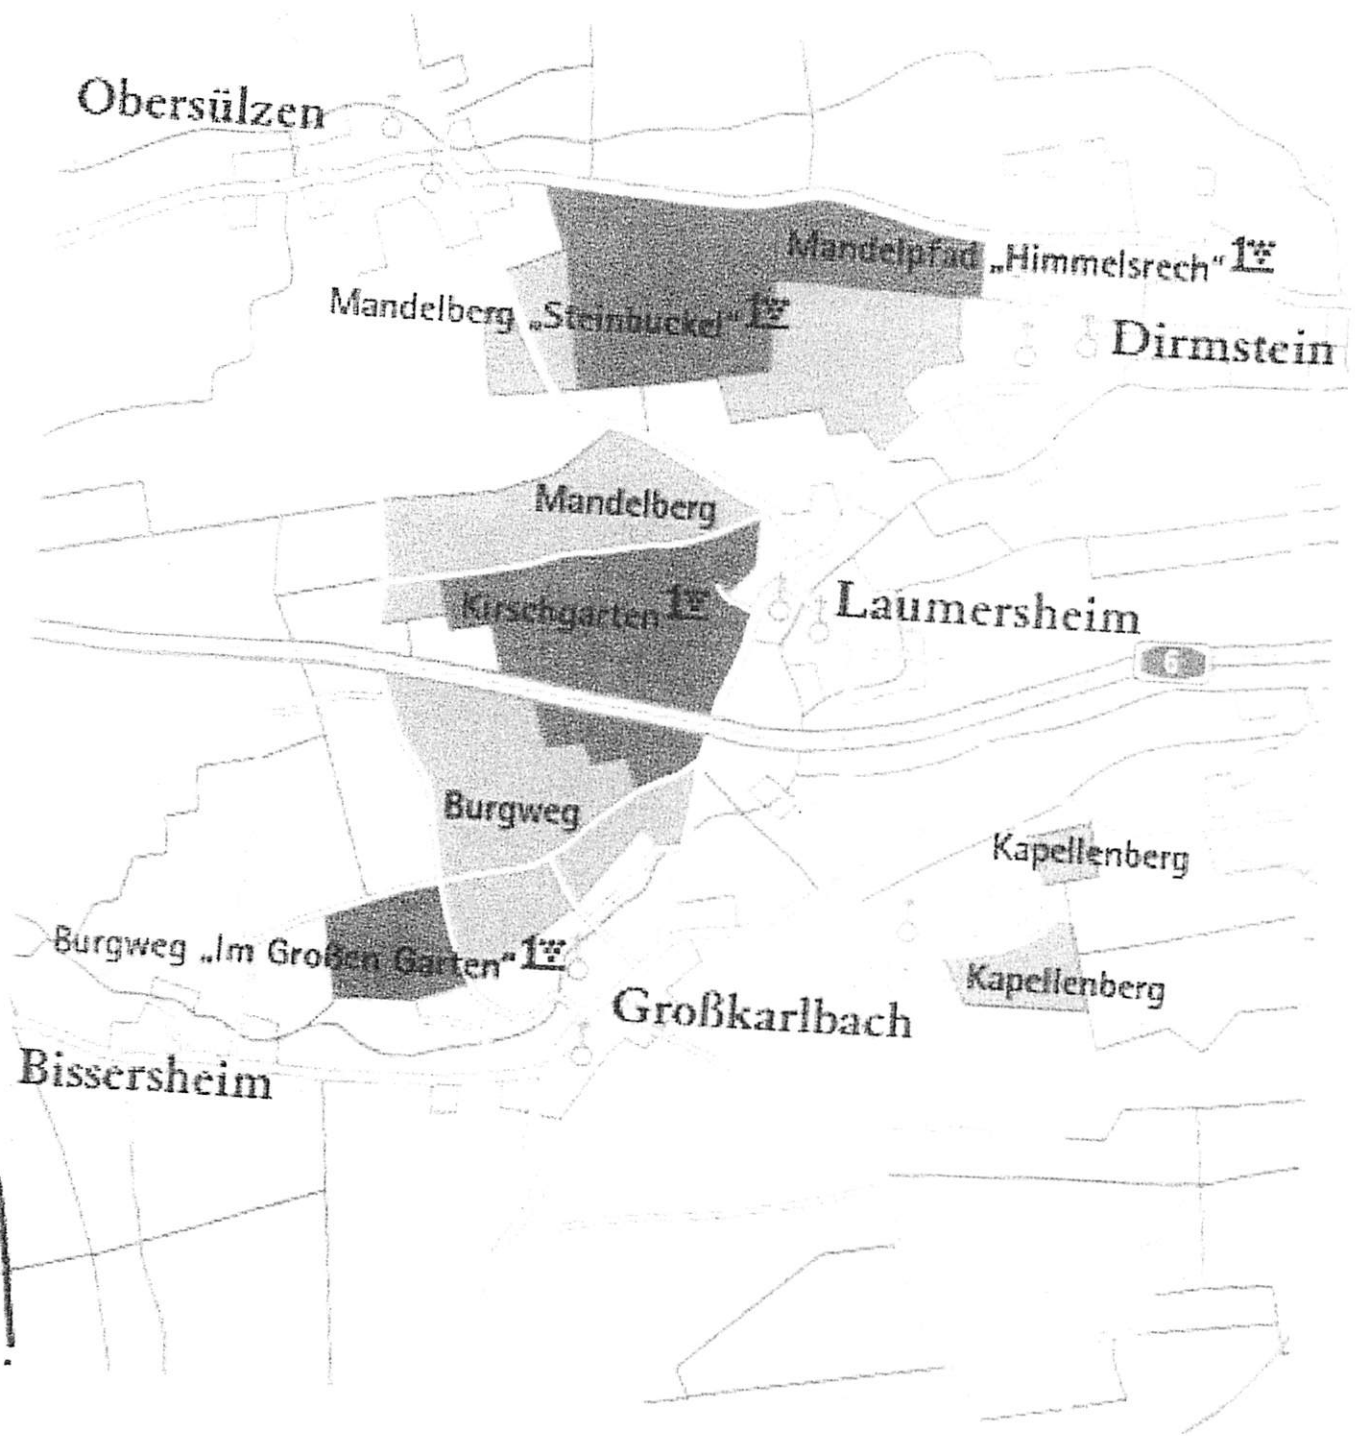 Obersülzen
Mandelpfad „Himmelsrech“ 1
Mandelberg „Steinbuckel“ 1
Dirmstein
Mandelberg
Kirschgarten 1
Laumersheim
6
Burgweg
Kapellenberg
Burgweg „Im Großen Garten“ 1
Kapellenberg
Großkarlbach
Bissersheim